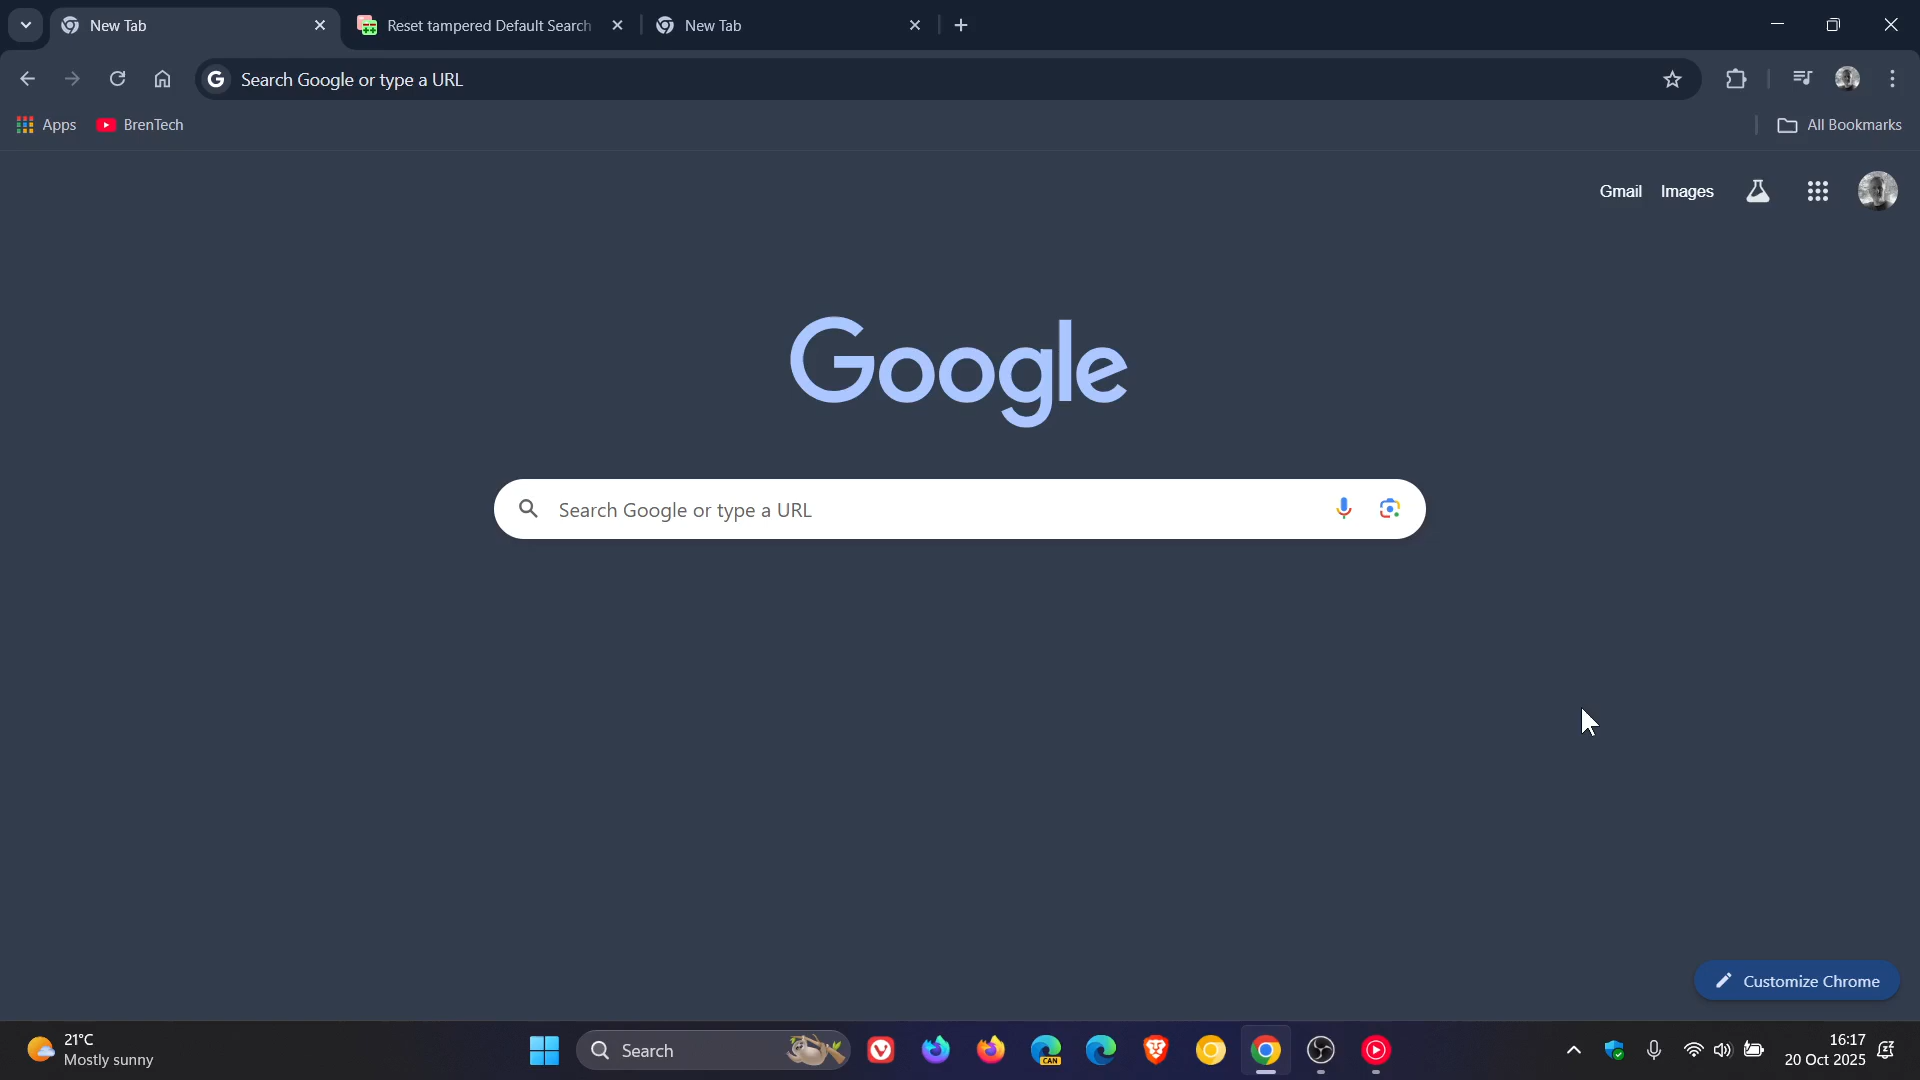 New Tab
Reset tampered Default Search
New Tab
Search Google or type a URL
Apps
BrenTech
All Bookmarks
Gmail
Images
Google
Search Google or type a URL
Customize Chrome
21°C
Mostly sunny
Search
CAN
16:17
20 Oct 2025